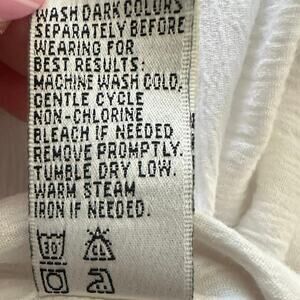 WASH DARK COLORS
SEPARATELY BEFORE
WEARING FOR
BEST RESULTS:
MACHINE WASH COLD,
GENTLE CYCLE
NON-CHLORINE
BLEACH IF NEEDED
REMOVE PROMPTLY.
TUMBLE DRY LOW.
WARM STEAM
IRON IF NEEDED.
30